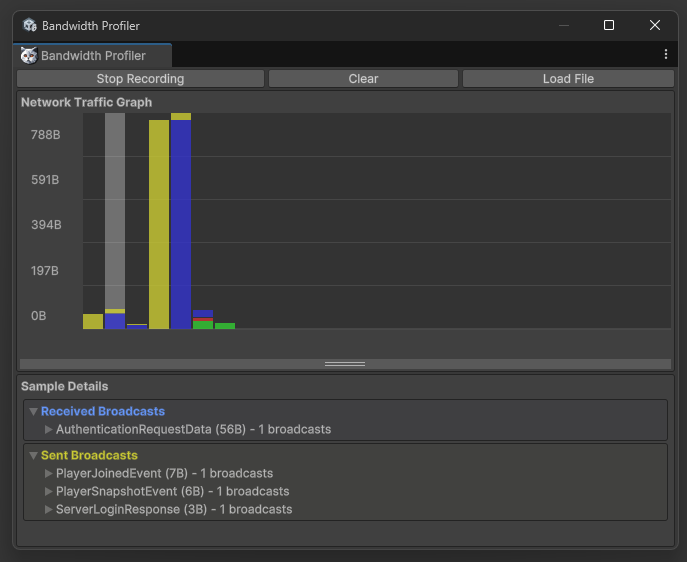 Bandwidth Profiler
Bandwidth Profiler
Stop Recording Clear Load File
Network Traffic Graph
788B
591B
394B
197B
0B
Sample Details
Received Broadcasts
AuthenticationRequestData (56B) - 1 broadcasts
Sent Broadcasts
PlayerJoinedEvent (7B) - 1 broadcasts
PlayerSnapshotEvent (6B) - 1 broadcasts
ServerLoginResponse (3B) - 1 broadcasts